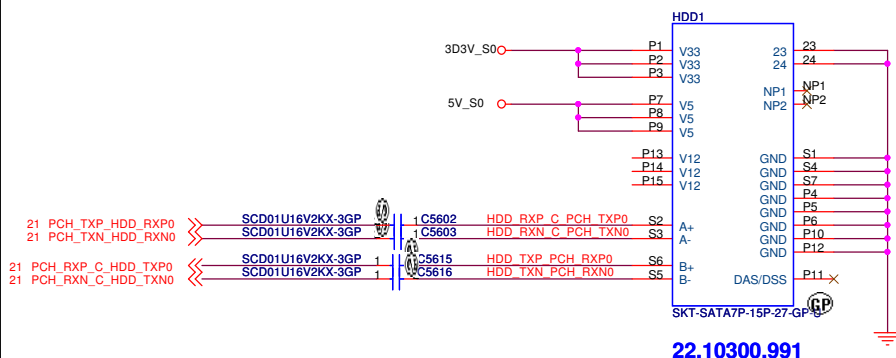 HDD1
3D3V_S0 P1 V33 23 23
P2 V33 24 24
P3 V33
NP1 NP1
5V_S0 P7 V5 NP2 NP2
P8 V5
P9 V5
P13 V12 GND S1
P14 V12 GND S4
P15 V12 GND S7
GND P4
GND P5
21 PCH_TXP_HDD_RXP0 SCD01U16V2KX-3GP 1 C5602 HDD_RXP_C_PCH_TXP0 S2 A+ GND P6
21 PCH_TXN_HDD_RXN0 SCD01U16V2KX-3GP 1 C5603 HDD_RXN_C_PCH_TXN0 S3 A- GND P10
GND P12
21 PCH_RXP_C_HDD_TXP0 SCD01U16V2KX-3GP 1 C5615 HDD_TXP_PCH_RXP0 S6 B+
21 PCH_RXN_C_HDD_TXN0 SCD01U16V2KX-3GP 1 C5616 HDD_TXN_PCH_RXN0 S5 B- DAS/DSS P11
GP
SKT-SATA7P-15P-27-GP-U
22.10300.991